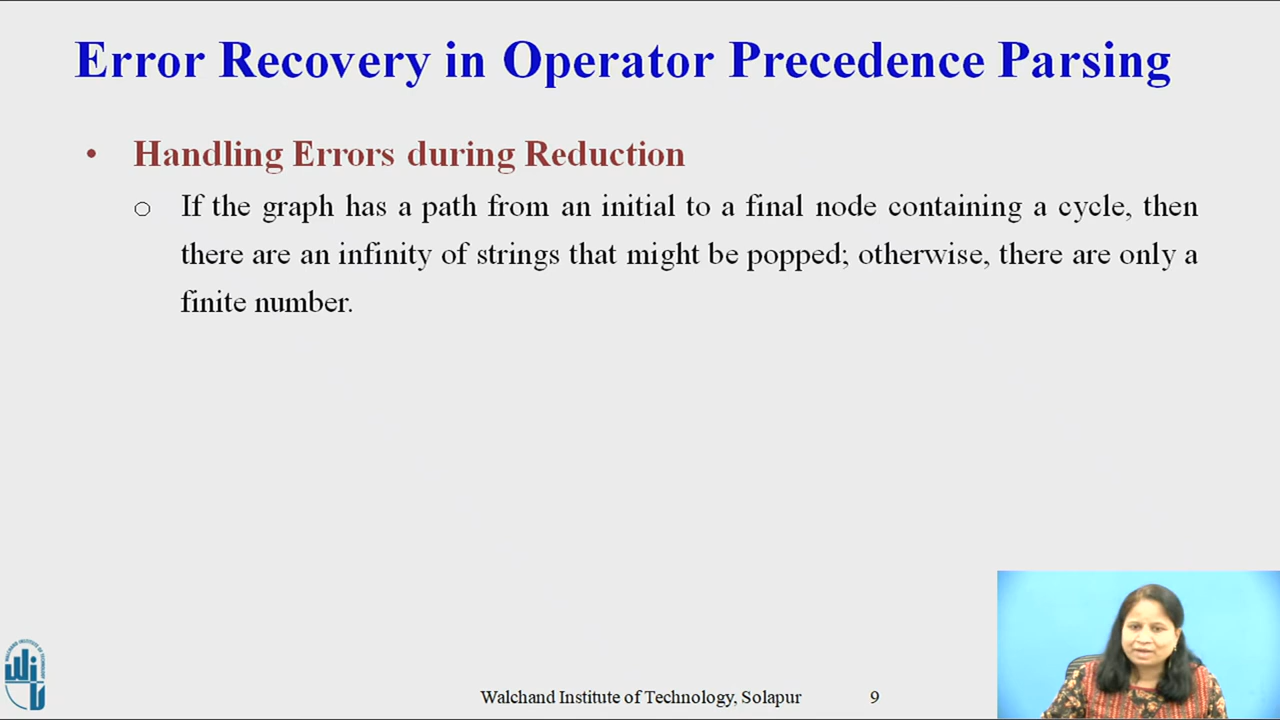 Error Recovery in Operator Precedence Parsing
• Handling Errors during Reduction
o If the graph has a path from an initial to a final node containing a cycle, then
there are an infinity of strings that might be popped; otherwise, there are only a
finite number.
Walchand Institute of Technology, Solapur 9